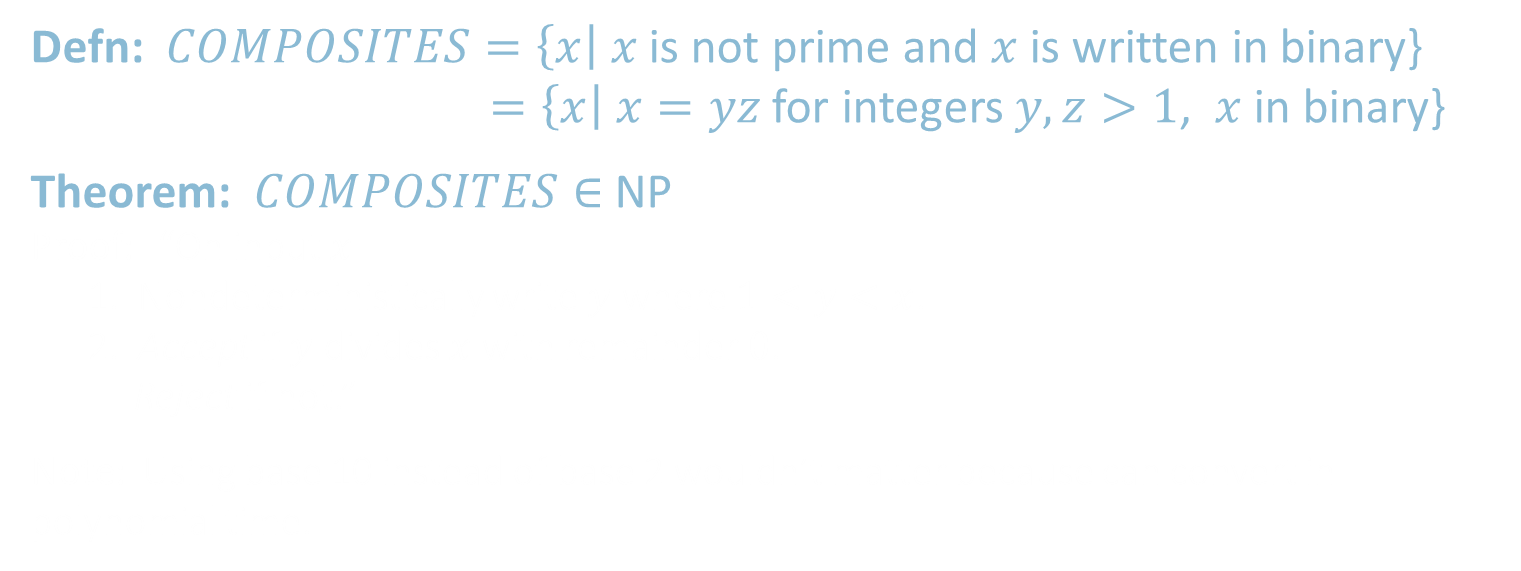 Defn: COMPOSITES = {x| x is not prime and x is written in binary}
= {x| x = yz for integers y, z > 1, x in binary}
Theorem: COMPOSITES ∈ NP